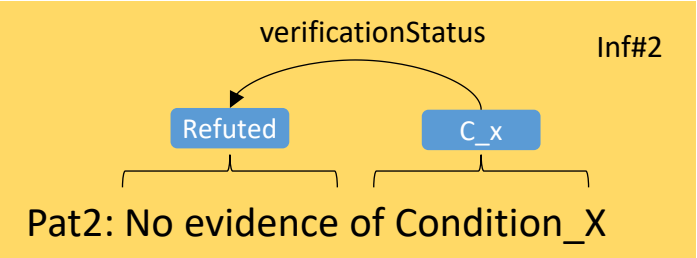 verificationStatus
Inf#2
Refuted
C_x
Pat2: No evidence of Condition_X